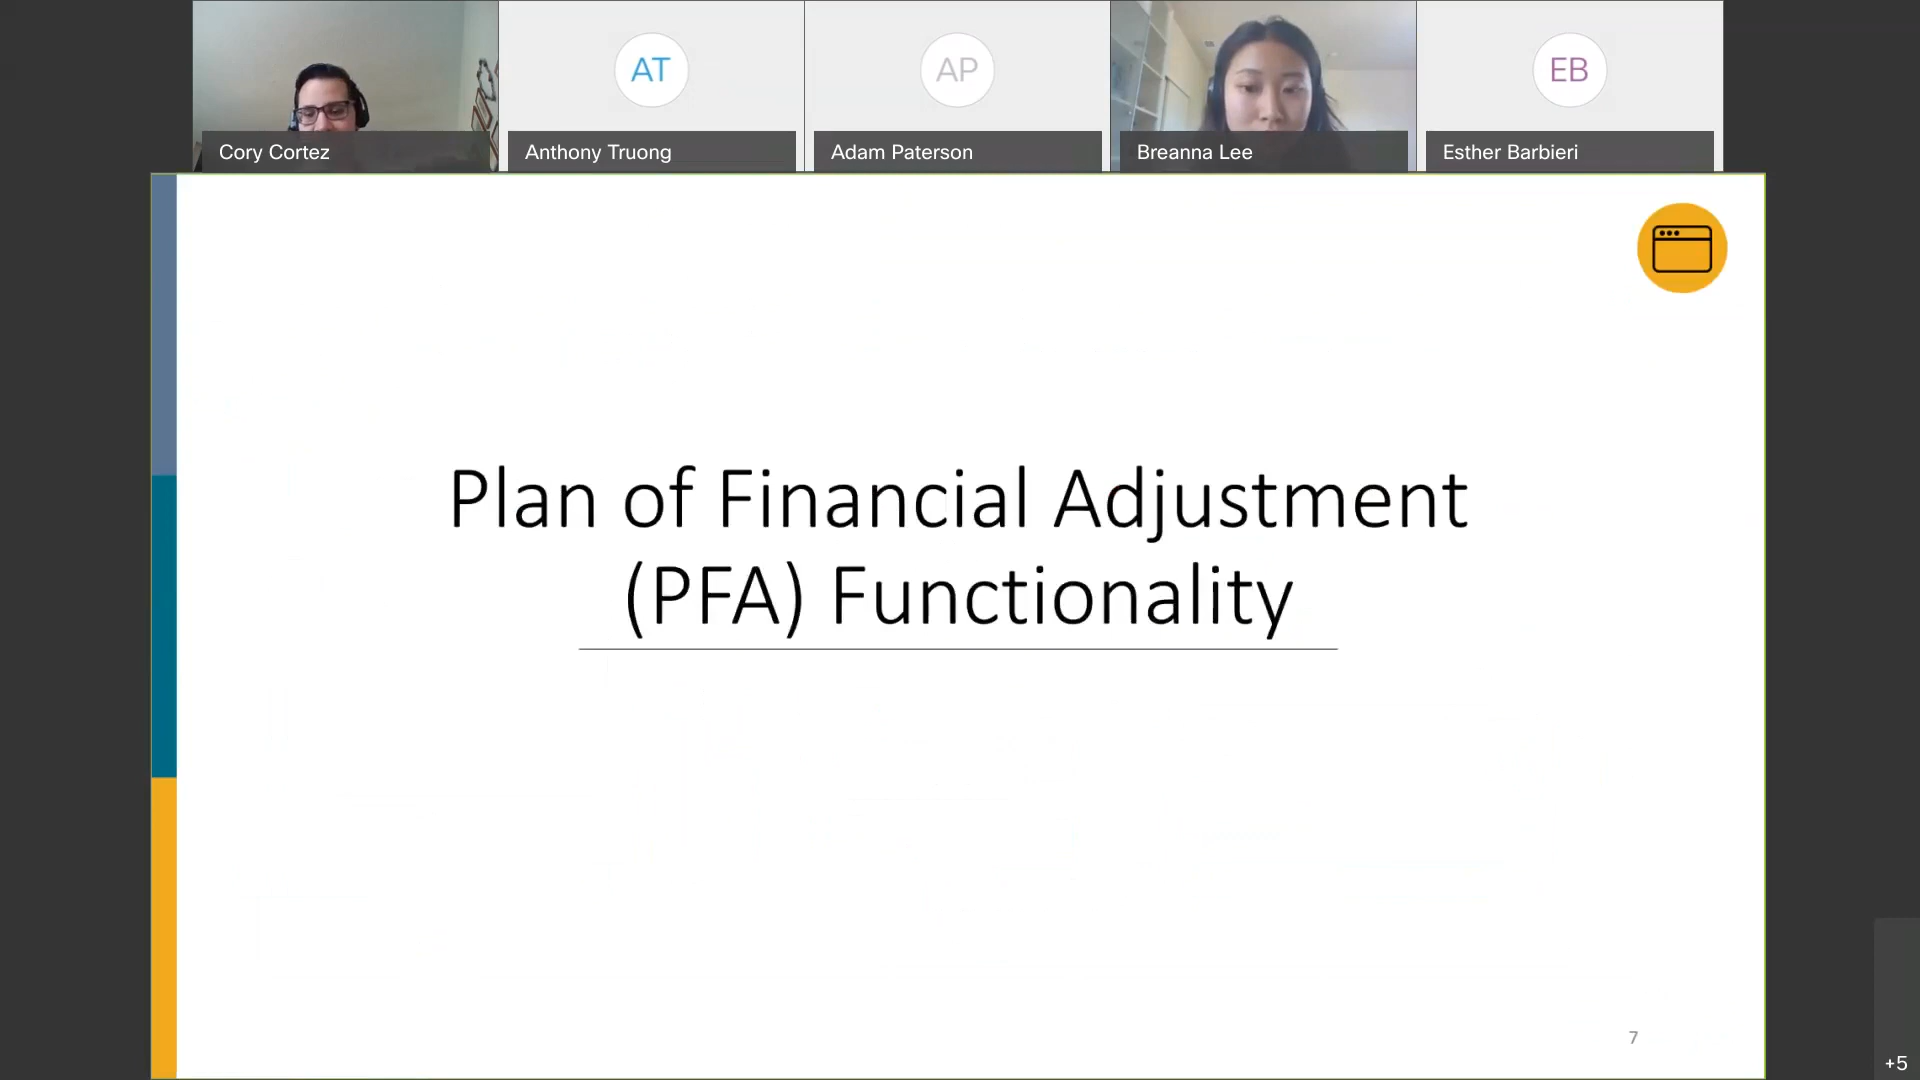 AT
AP
EB
Cory Cortez
Anthony Truong
Adam Paterson
Breanna Lee
Esther Barbieri
Plan of Financial Adjustment
(PFA) Functionality
7
+5